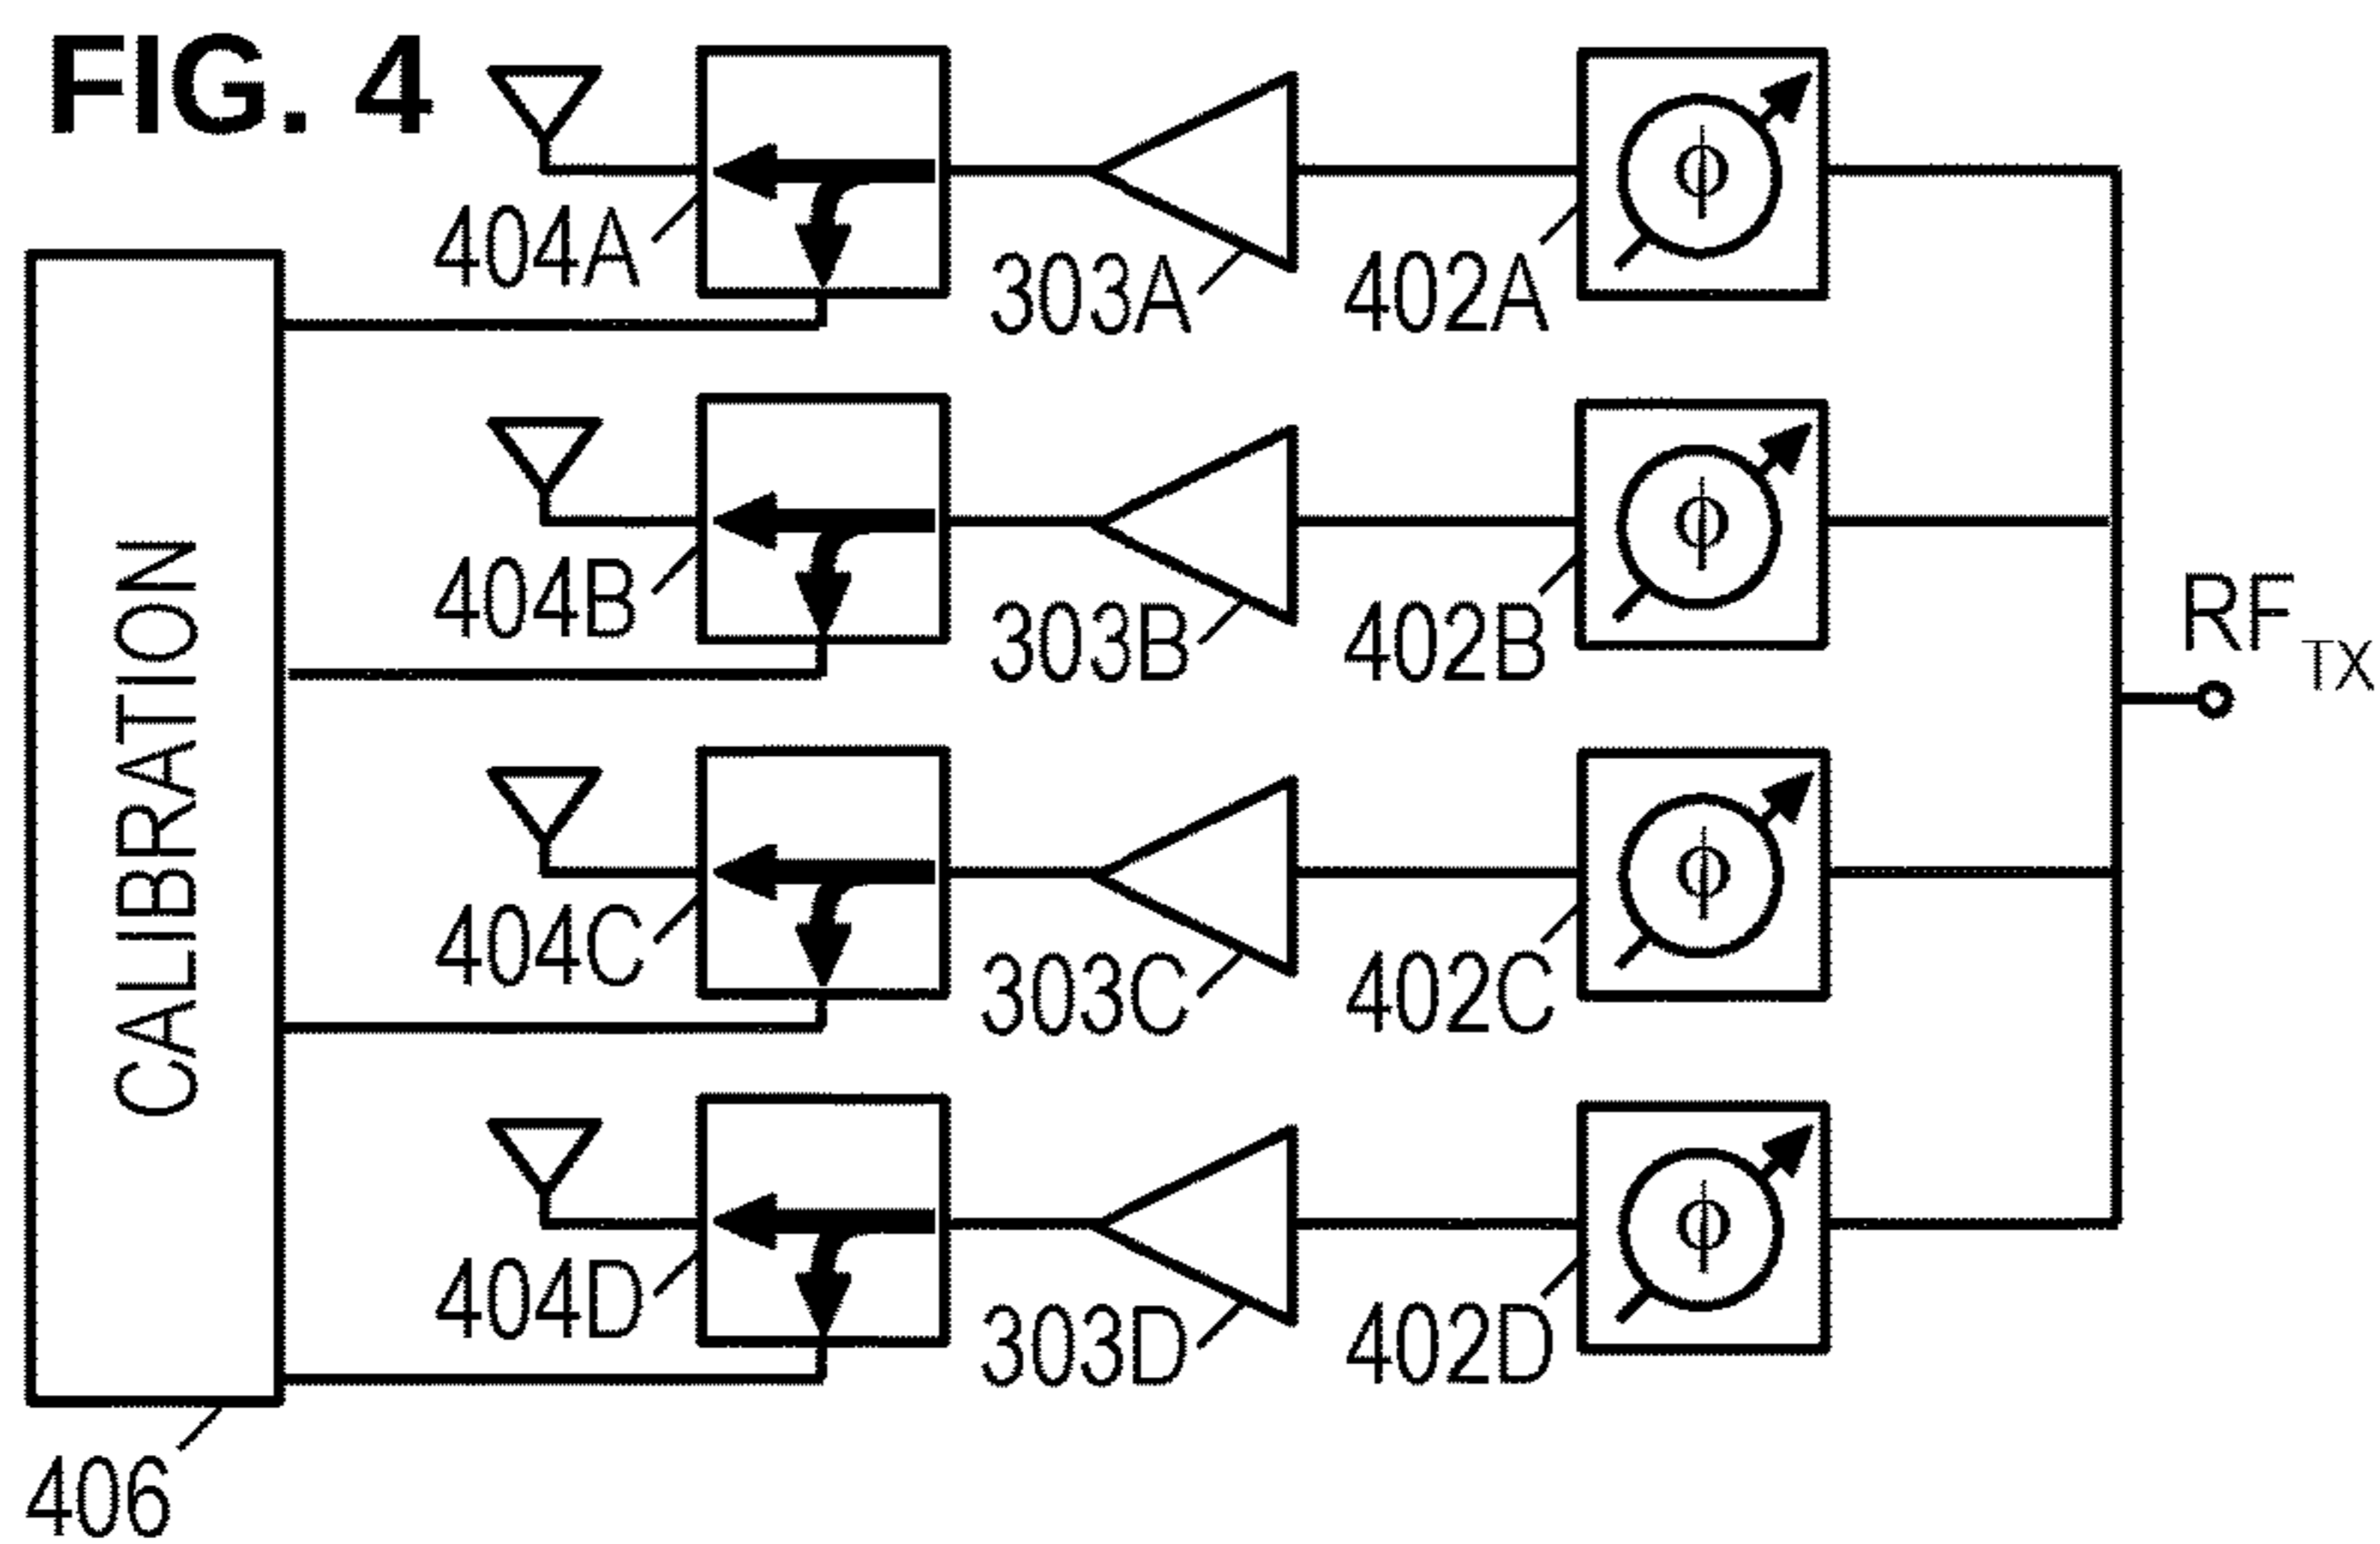 FIG. 4
404A
303A
402A
ϕ
404B
303B
402B
ϕ
RF TX
CALIBRATION
404C
303C
402C
ϕ
404D
303D
402D
ϕ
406